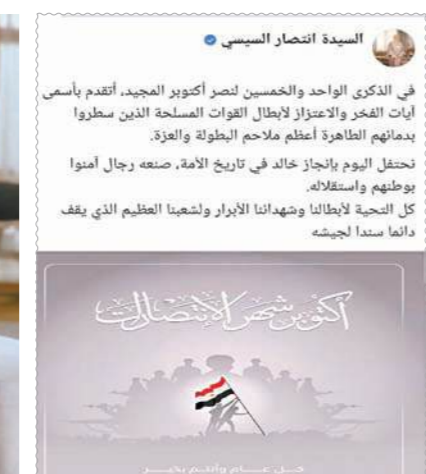 السيدة انتصار السيسي
في الذكرى الواحد والخمسين لنصر أكتوبر المجيد، أتقدم بأسمى
آيات الفخر والاعتزاز لأبطال القوات المسلحة الذين سطروا
بدمائهم الطاهرة أعظم ملاحم البطولة والعزة.
نحتفل اليوم بإنجاز خالد في تاريخ الأمة، صنعه رجال آمنوا
بوطنهم واستقلاله.
كل التحية لأبطالنا وشهدائنا الأبرار ولشعبنا العظيم الذي يقف
دائما سندا لجيشه
أكتوبر شهر الانتصارات
كل عام وأنتم بخير